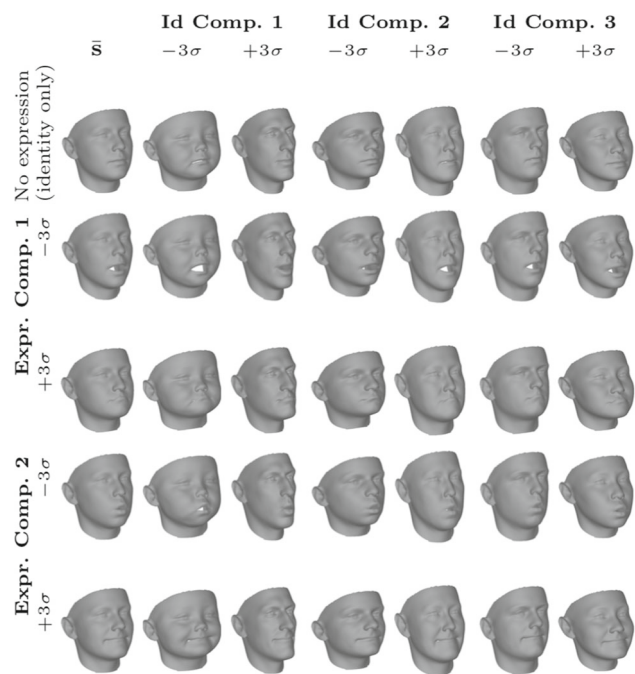 Id Comp. 1 Id Comp. 2 Id Comp. 3
s̄ −3σ +3σ −3σ +3σ −3σ +3σ
No expression
(identity only)
Expr. Comp. 1
−3σ
+3σ
Expr. Comp. 2
−3σ
+3σ